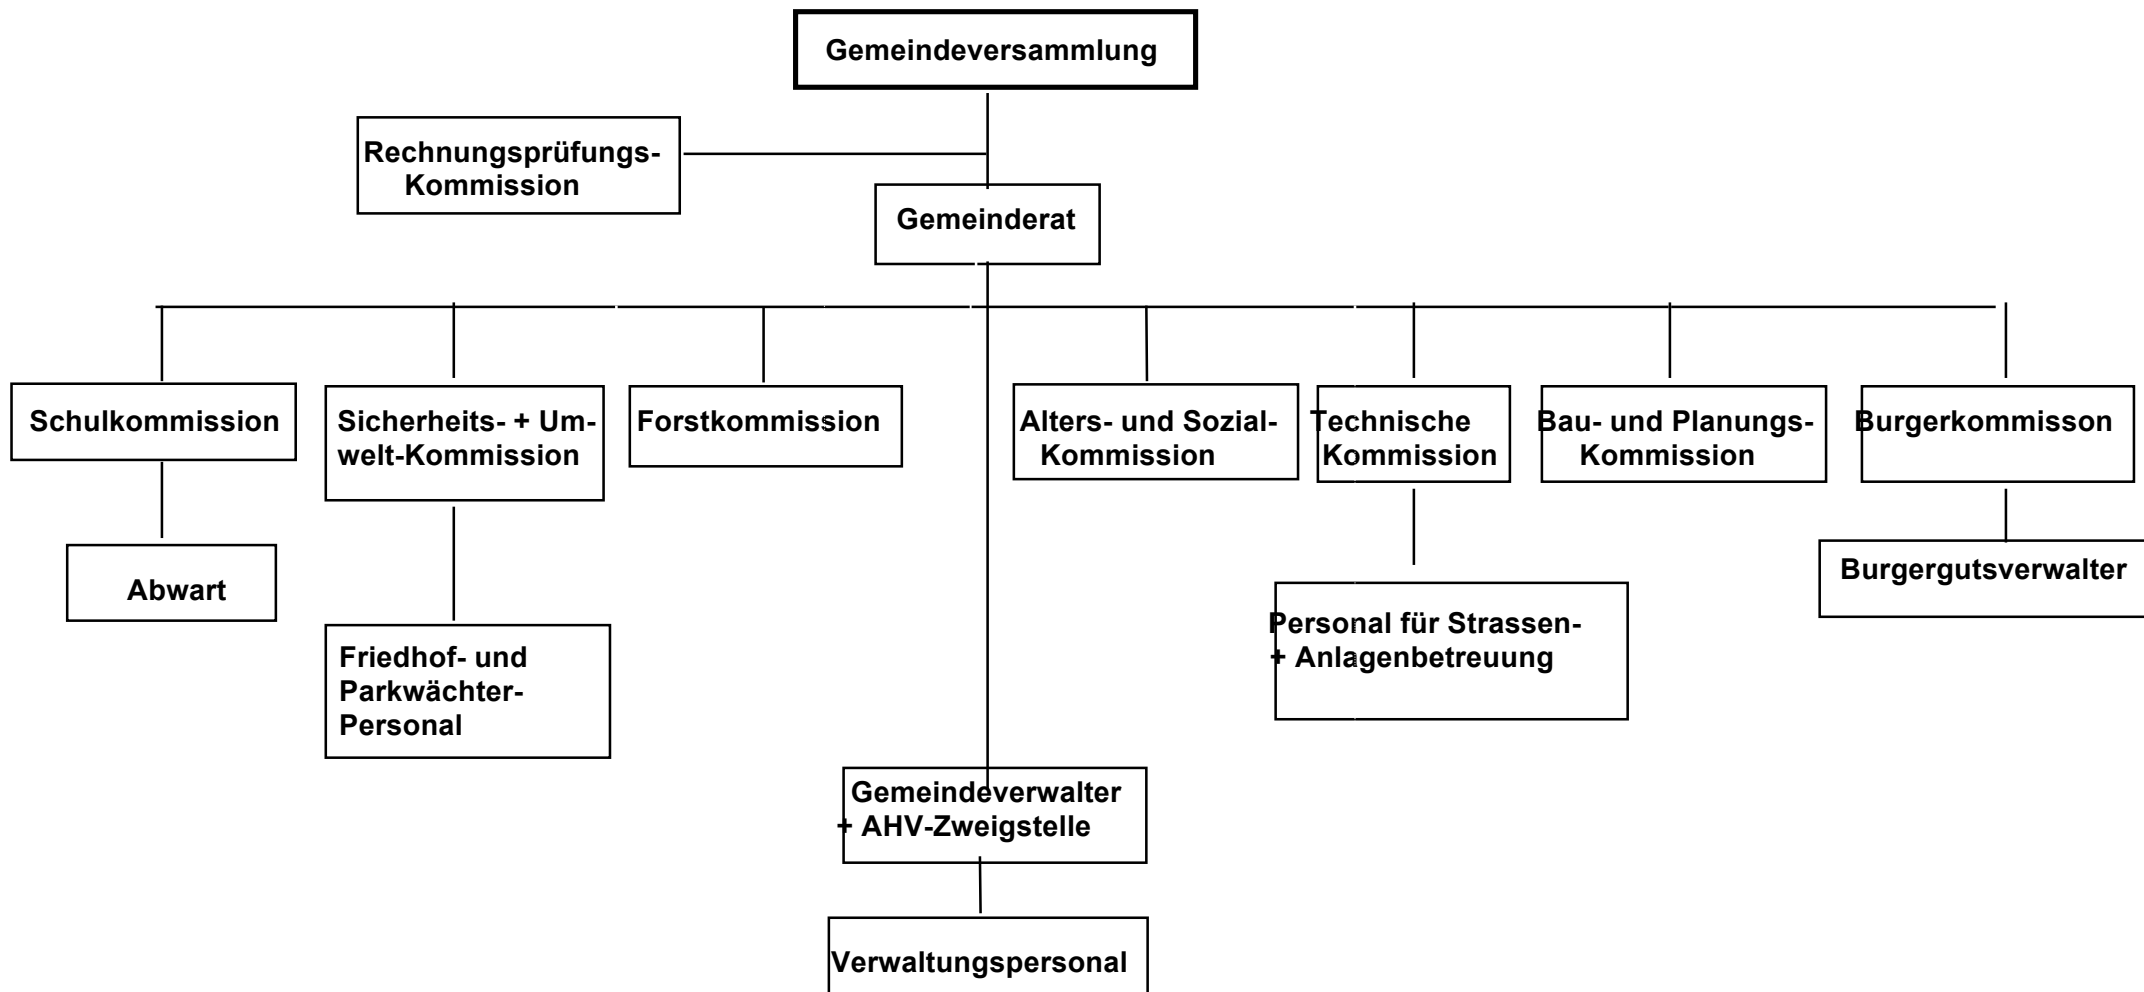 Gemeindeversammlung
Rechnungsprüfungs-
Kommission
Gemeinderat
Schulkommission
Sicherheits- + Um-
welt-Kommission
Forstkommission
Alters- und Sozial-
Kommission
Technische
Kommission
Bau- und Planungs-
Kommission
Burgerkommisson
Abwart
Friedhof- und
Parkwächter-
Personal
Personal für Strassen-
+ Anlagenbetreuung
Burgergutsverwalter
Gemeindeverwalter
+ AHV-Zweigstelle
Verwaltungspersonal